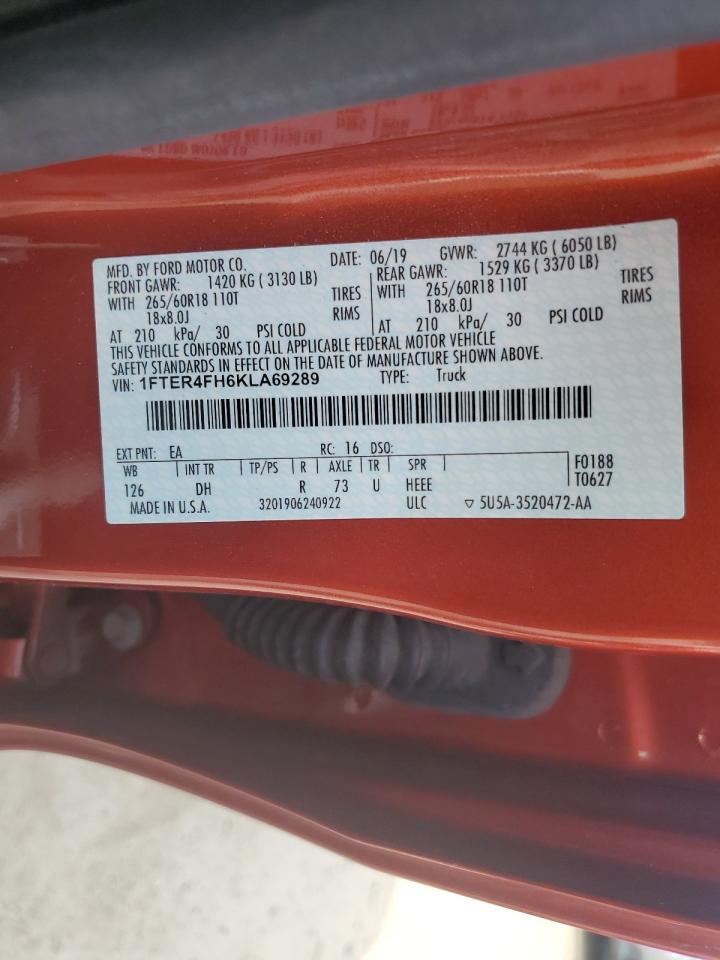 MFD. BY FORD MOTOR CO. DATE: 06/19 GVWR: 2744 KG ( 6050 LB)
FRONT GAWR: 1420 KG ( 3130 LB) REAR GAWR: 1529 KG ( 3370 LB)
WITH 265/60R18 110T TIRES WITH 265/60R18 110T TIRES
18x8.0J RIMS 18x8.0J RIMS
AT 210 kPa/ 30 PSI COLD AT 210 kPa/ 30 PSI COLD
THIS VEHICLE CONFORMS TO ALL APPLICABLE FEDERAL MOTOR VEHICLE
SAFETY STANDARDS IN EFFECT ON THE DATE OF MANUFACTURE SHOWN ABOVE.
VIN: 1FTER4FH6KLA69289 TYPE: Truck
EXT PNT: EA RC: 16 DSO:
WB INT TR TP/PS R AXLE TR SPR F0188
126 DH R 73 U HEEE T0627
MADE IN U.S.A. 3201906240922 ULC ▽ 5U5A-3520472-AA